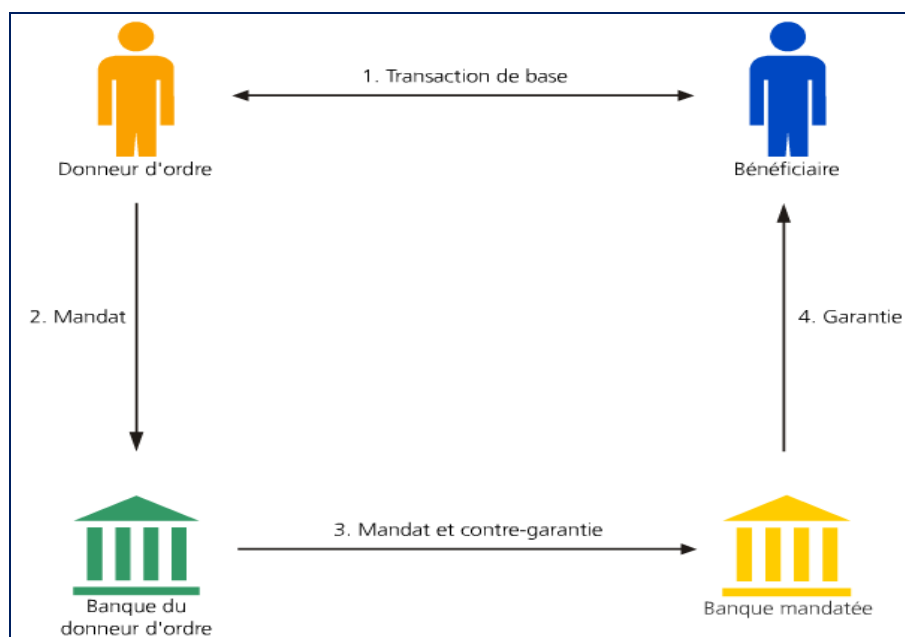 1. Transaction de base
Donneur d'ordre
Bénéficiaire
2. Mandat
4. Garantie
3. Mandat et contre-garantie
Banque du
donneur d'ordre
Banque mandatée